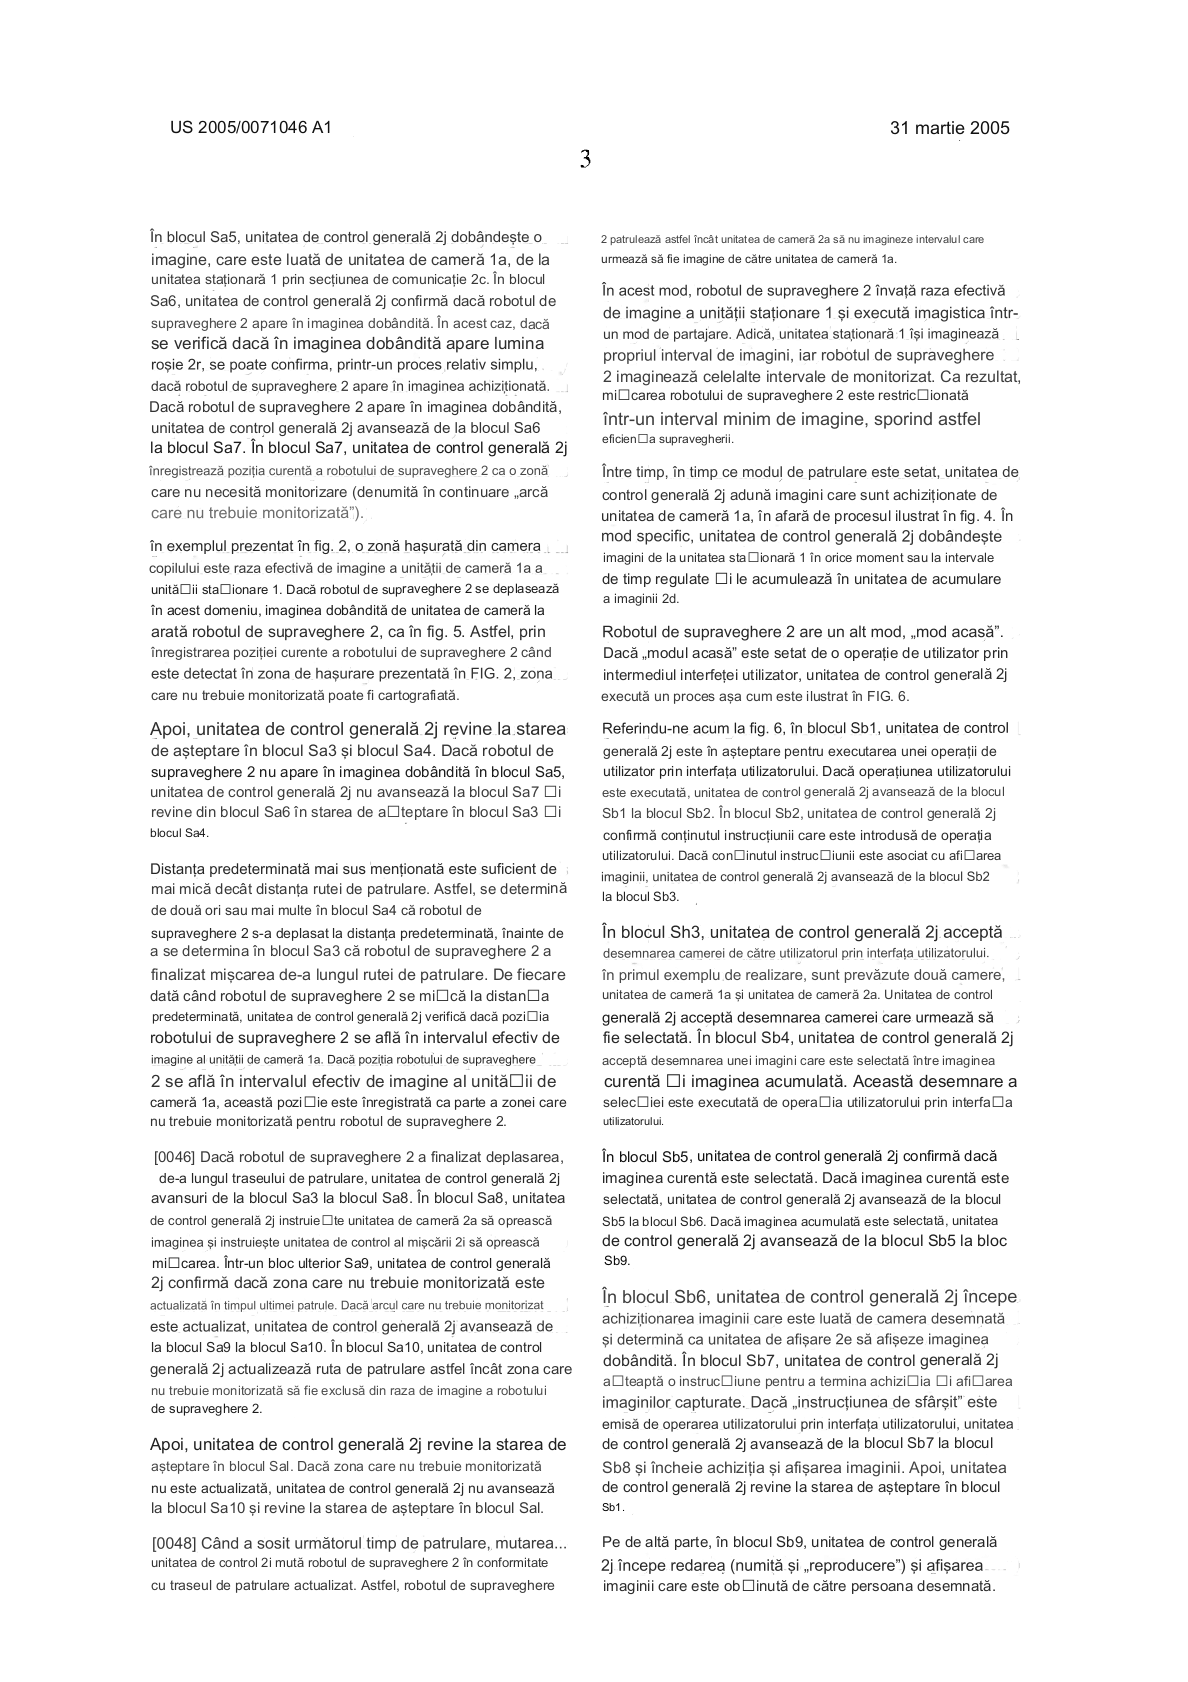 US 2005/0071046 A1
31 martie 2005
3
În blocul Sa5, unitatea de control generală 2j dobândește o
imagine, care este luată de unitatea de cameră 1a, de la
unitatea staționară 1 prin secțiunea de comunicație 2c. În blocul
Sa6, unitatea de control generală 2j confirmă dacă robotul de
supraveghere 2 apare în imaginea dobândită. În acest caz, dacă
se verifică dacă în imaginea dobândită apare lumina
roșie 2r, se poate confirma, printr-un proces relativ simplu,
dacă robotul de supraveghere 2 apare în imaginea achiziționată.
Dacă robotul de supraveghere 2 apare în imaginea dobândită,
unitatea de control generală 2j avansează de la blocul Sa6
la blocul Sa7. În blocul Sa7, unitatea de control generală 2j
înregistrează poziția curentă a robotului de supraveghere 2 ca o zonă
care nu necesită monitorizare (denumită în continuare „arcă
care nu trebuie monitorizată”).
în exemplul prezentat în fig. 2, o zonă hașurată din camera
copilului este raza efectivă de imagine a unității de cameră 1a a
unită□ii sta□ionare 1. Dacă robotul de supraveghere 2 se deplasează
în acest domeniu, imaginea dobândită de unitatea de cameră la
arată robotul de supraveghere 2, ca în fig. 5. Astfel, prin
înregistrarea poziției curente a robotului de supraveghere 2 când
este detectat în zona de hașurare prezentată în FIG. 2, zona
care nu trebuie monitorizată poate fi cartografiată.
Apoi, unitatea de control generală 2j revine la starea
de așteptare în blocul Sa3 și blocul Sa4. Dacă robotul de
supraveghere 2 nu apare în imaginea dobândită în blocul Sa5,
unitatea de control generală 2j nu avansează la blocul Sa7 □i
revine din blocul Sa6 în starea de a□teptare în blocul Sa3 □i
blocul Sa4.
Distanța predeterminată mai sus menționată este suficient de
mai mică decât distanța rutei de patrulare. Astfel, se determină
de două ori sau mai multe în blocul Sa4 că robotul de
supraveghere 2 s-a deplasat la distanța predeterminată, înainte de
a se determina în blocul Sa3 că robotul de supraveghere 2 a
finalizat mișcarea de-a lungul rutei de patrulare. De fiecare
dată când robotul de supraveghere 2 se mi□că la distan□a
predeterminată, unitatea de control generală 2j verifică dacă pozi□ia
robotului de supraveghere 2 se află în intervalul efectiv de
imagine al unității de cameră 1a. Dacă poziția robotului de supraveghere
2 se află în intervalul efectiv de imagine al unită□ii de
cameră 1a, această pozi□ie este înregistrată ca parte a zonei care
nu trebuie monitorizată pentru robotul de supraveghere 2.
[0046] Dacă robotul de supraveghere 2 a finalizat deplasarea,
de-a lungul traseului de patrulare, unitatea de control generală 2j
avansuri de la blocul Sa3 la blocul Sa8. În blocul Sa8, unitatea
de control generală 2j instruie□te unitatea de cameră 2a să oprească
imaginea și instruiește unitatea de control al mișcării 2i să oprească
mi□carea. Într-un bloc ulterior Sa9, unitatea de control generală
2j confirmă dacă zona care nu trebuie monitorizată este
actualizată în timpul ultimei patrule. Dacă arcul care nu trebuie monitorizat
este actualizat, unitatea de control generală 2j avansează de
la blocul Sa9 la blocul Sa10. În blocul Sa10, unitatea de control
generală 2j actualizează ruta de patrulare astfel încât zona care
nu trebuie monitorizată să fie exclusă din raza de imagine a robotului
de supraveghere 2.
Apoi, unitatea de control generală 2j revine la starea de
așteptare în blocul Sal. Dacă zona care nu trebuie monitorizată
nu este actualizată, unitatea de control generală 2j nu avansează
la blocul Sa10 și revine la starea de așteptare în blocul Sal.
[0048] Când a sosit următorul timp de patrulare, mutarea...
unitatea de control 2i mută robotul de supraveghere 2 în conformitate
cu traseul de patrulare actualizat. Astfel, robotul de supraveghere
2 patrulează astfel încât unitatea de cameră 2a să nu imagineze intervalul care
urmează să fie imagine de către unitatea de cameră 1a.
În acest mod, robotul de supraveghere 2 învață raza efectivă
de imagine a unității staționare 1 și execută imagistica într-
un mod de partajare. Adică, unitatea staționară 1 își imaginează
propriul interval de imagini, iar robotul de supraveghere
2 imaginează celelalte intervale de monitorizat. Ca rezultat,
mi□carea robotului de supraveghere 2 este restric□ionată
într-un interval minim de imagine, sporind astfel
eficien□a supravegherii.
Între timp, în timp ce modul de patrulare este setat, unitatea de
control generală 2j adună imagini care sunt achiziționate de
unitatea de cameră 1a, în afară de procesul ilustrat în fig. 4. În
mod specific, unitatea de control generală 2j dobândește
imagini de la unitatea sta□ionară 1 în orice moment sau la intervale
de timp regulate □i le acumulează în unitatea de acumulare
a imaginii 2d.
Robotul de supraveghere 2 are un alt mod, „mod acasă”.
Dacă „modul acasă” este setat de o operație de utilizator prin
intermediul interfeței utilizator, unitatea de control generală 2j
execută un proces așa cum este ilustrat în FIG. 6.
Referindu-ne acum la fig. 6, în blocul Sb1, unitatea de control
generală 2j este în așteptare pentru executarea unei operații de
utilizator prin interfața utilizatorului. Dacă operațiunea utilizatorului
este executată, unitatea de control generală 2j avansează de la blocul
Sb1 la blocul Sb2. În blocul Sb2, unitatea de control generală 2j
confirmă conținutul instrucțiunii care este introdusă de operația
utilizatorului. Dacă con□inutul instruc□iunii este asociat cu afi□area
imaginii, unitatea de control generală 2j avansează de la blocul Sb2
la blocul Sb3.
În blocul Sh3, unitatea de control generală 2j acceptă
desemnarea camerei de către utilizatorul prin interfața utilizatorului.
în primul exemplu de realizare, sunt prevăzute două camere,
unitatea de cameră 1a și unitatea de cameră 2a. Unitatea de control
generală 2j acceptă desemnarea camerei care urmează să
fie selectată. În blocul Sb4, unitatea de control generală 2j
acceptă desemnarea unei imagini care este selectată între imaginea
curentă □i imaginea acumulată. Această desemnare a
selec□iei este executată de opera□ia utilizatorului prin interfa□a
utilizatorului.
În blocul Sb5, unitatea de control generală 2j confirmă dacă
imaginea curentă este selectată. Dacă imaginea curentă este
selectată, unitatea de control generală 2j avansează de la blocul
Sb5 la blocul Sb6. Dacă imaginea acumulată este selectată, unitatea
de control generală 2j avansează de la blocul Sb5 la bloc
Sb9.
În blocul Sb6, unitatea de control generală 2j începe
achiziționarea imaginii care este luată de camera desemnată
și determină ca unitatea de afișare 2e să afișeze imaginea
dobândită. În blocul Sb7, unitatea de control generală 2j
a□teaptă o instruc□iune pentru a termina achizi□ia □i afi□area
imaginilor capturate. Dacă „instrucțiunea de sfârșit” este
emisă de operarea utilizatorului prin interfața utilizatorului, unitatea
de control generală 2j avansează de la blocul Sb7 la blocul
Sb8 și încheie achiziția și afișarea imaginii. Apoi, unitatea
de control generală 2j revine la starea de așteptare în blocul
Sb1.
Pe de altă parte, în blocul Sb9, unitatea de control generală
2j începe redarea (numită și „reproducere”) și afișarea
imaginii care este ob□inută de către persoana desemnată.